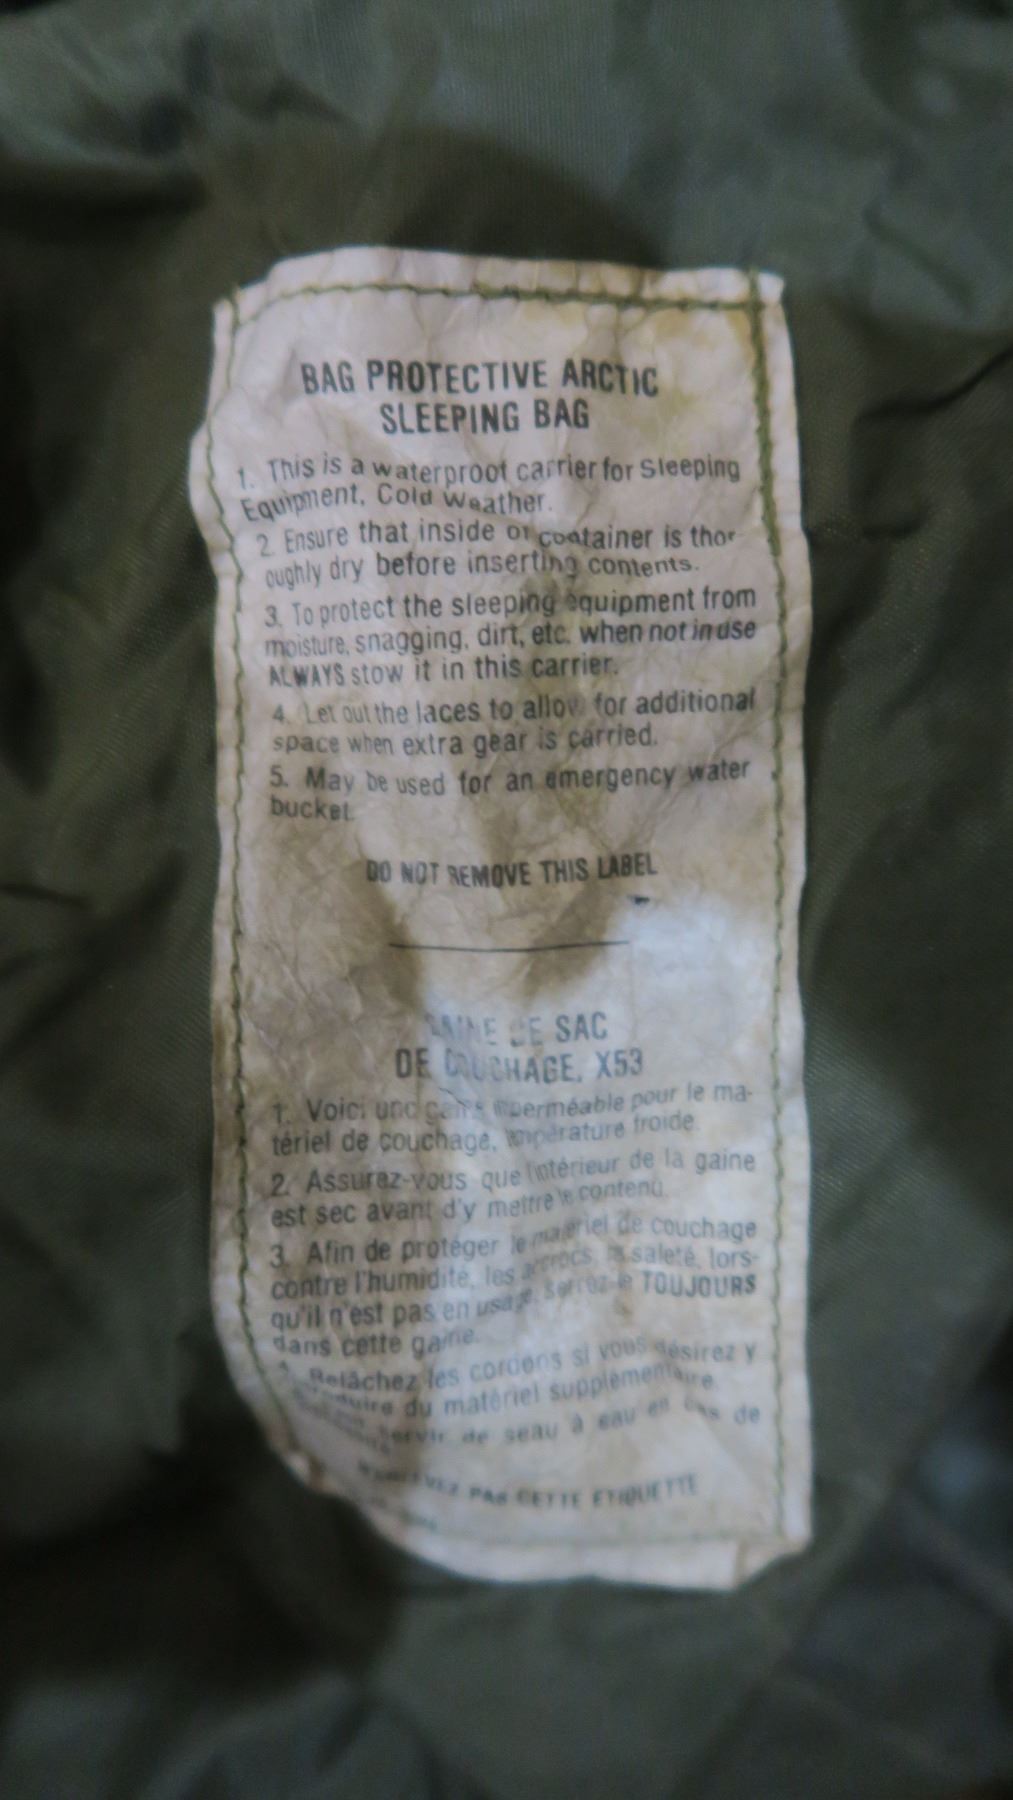 BAG PROTECTIVE ARCTIC
SLEEPING BAG
1. This is a waterproof carrier for Sleeping
Equipment, Cold Weather.
2. Ensure that inside of container is thor-
oughly dry before inserting contents.
3. To protect the sleeping equipment from
moisture, snagging, dirt, etc. when not in use
ALWAYS stow it in this carrier.
4. Let out the laces to allow for additional
space when extra gear is carried.
5. May be used for an emergency water
bucket.
DO NOT REMOVE THIS LABEL
GAINE DE SAC
DE COUCHAGE, X53
1. Voici une gaine imperméable pour le ma-
tériel de couchage, température froide.
2. Assurez-vous que l'intérieur de la gaine
est sec avant d'y mettre le contenu.
3. Afin de protéger le matériel de couchage
contre l'humidité, les accrocs, la saleté, lors-
qu'il n'est pas en usage, serrez-le TOUJOURS
dans cette gaine.
Relâchez les cordons si vous désirez y
du matériel supplémentaire.
servir de seau à eau en cas de
PAS CETTE ETIQUETTE